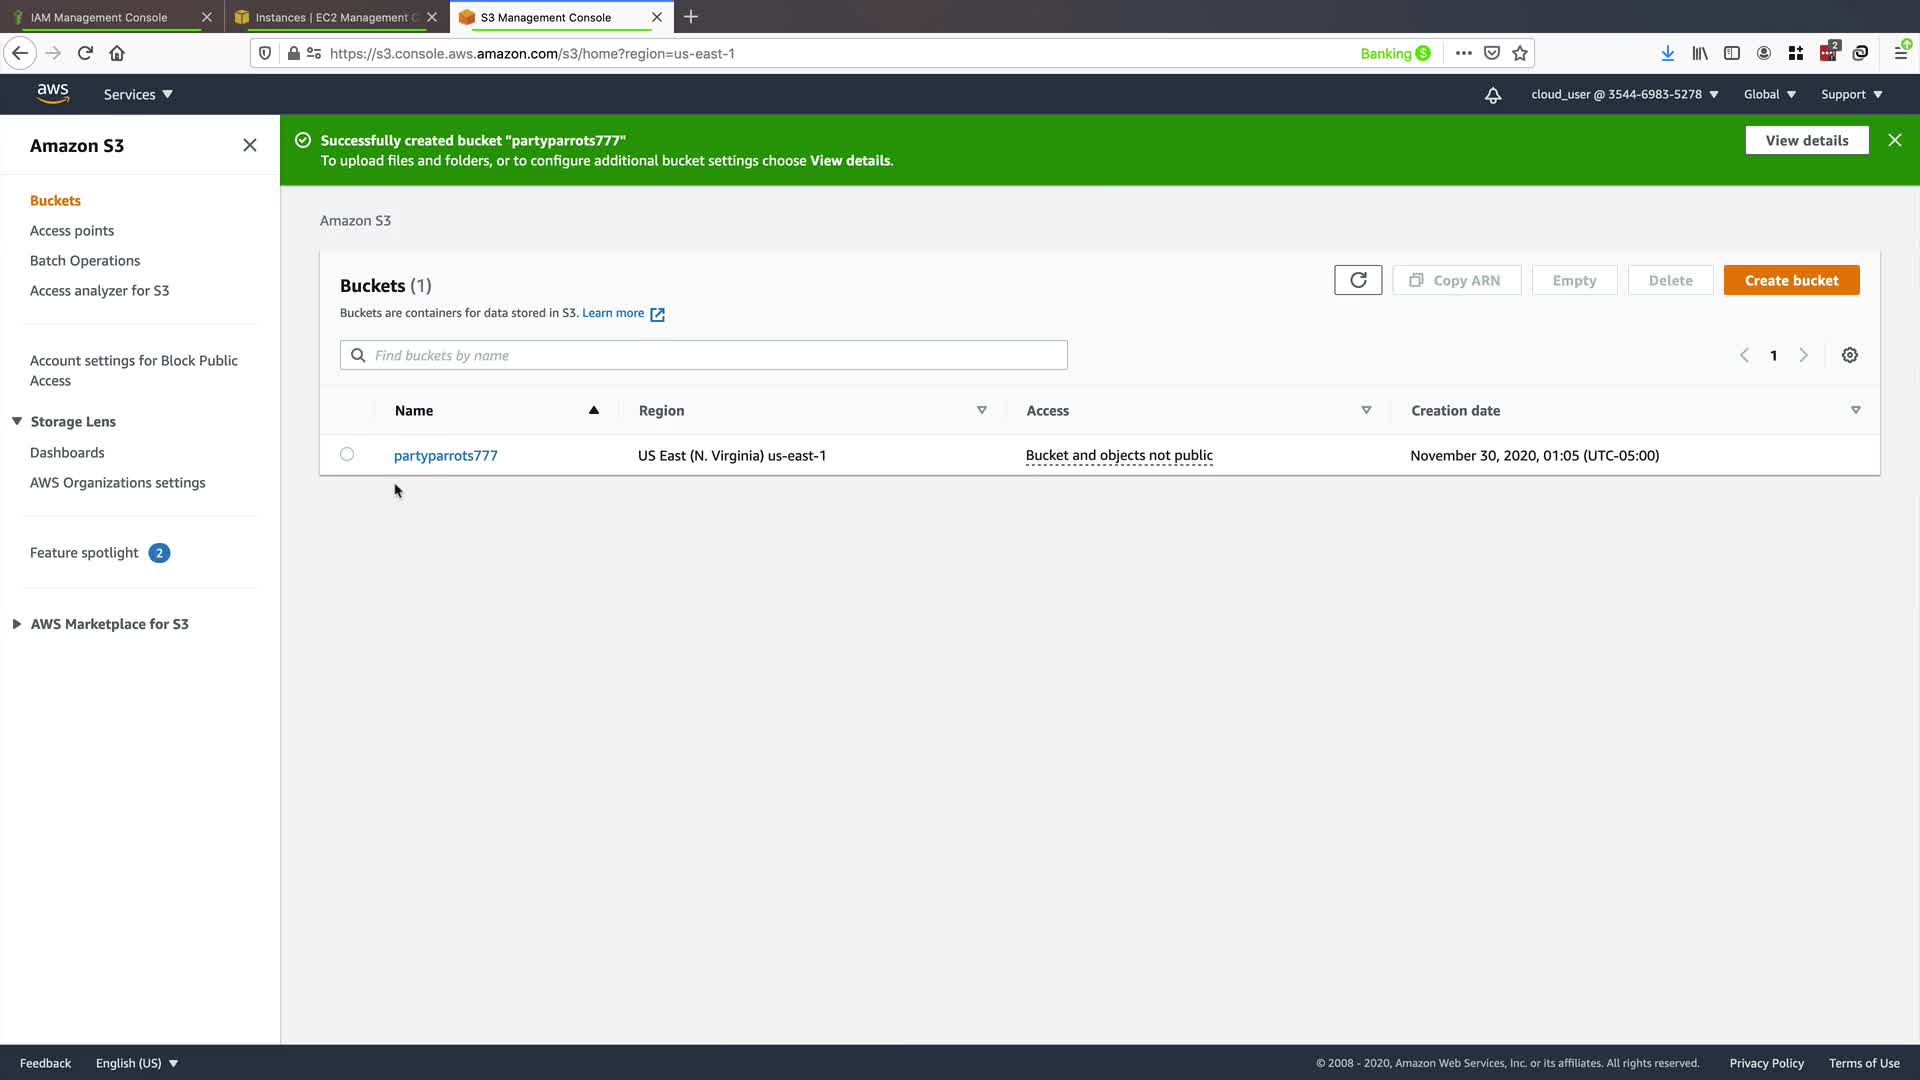 IAM Management Console
Instances | EC2 Management C
S3 Management Console
https://s3.console.aws.amazon.com/s3/home?region=us-east-1
Banking
2
aws
Services
cloud_user @ 3544-6983-5278
Global
Support
Amazon S3
Buckets
Access points
Batch Operations
Access analyzer for S3
Account settings for Block Public
Access
Storage Lens
Dashboards
AWS Organizations settings
Feature spotlight 2
AWS Marketplace for S3
Successfully created bucket "partyparrots777"
To upload files and folders, or to configure additional bucket settings choose View details.
View details
Amazon S3
Buckets (1)
Copy ARN
Empty
Delete
Create bucket
Buckets are containers for data stored in S3. Learn more
Find buckets by name
1
Name Region Access Creation date
partyparrots777 US East (N. Virginia) us-east-1 Bucket and objects not public November 30, 2020, 01:05 (UTC-05:00)
Feedback English (US) © 2008 - 2020, Amazon Web Services, Inc. or its affiliates. All rights reserved. Privacy Policy Terms of Use